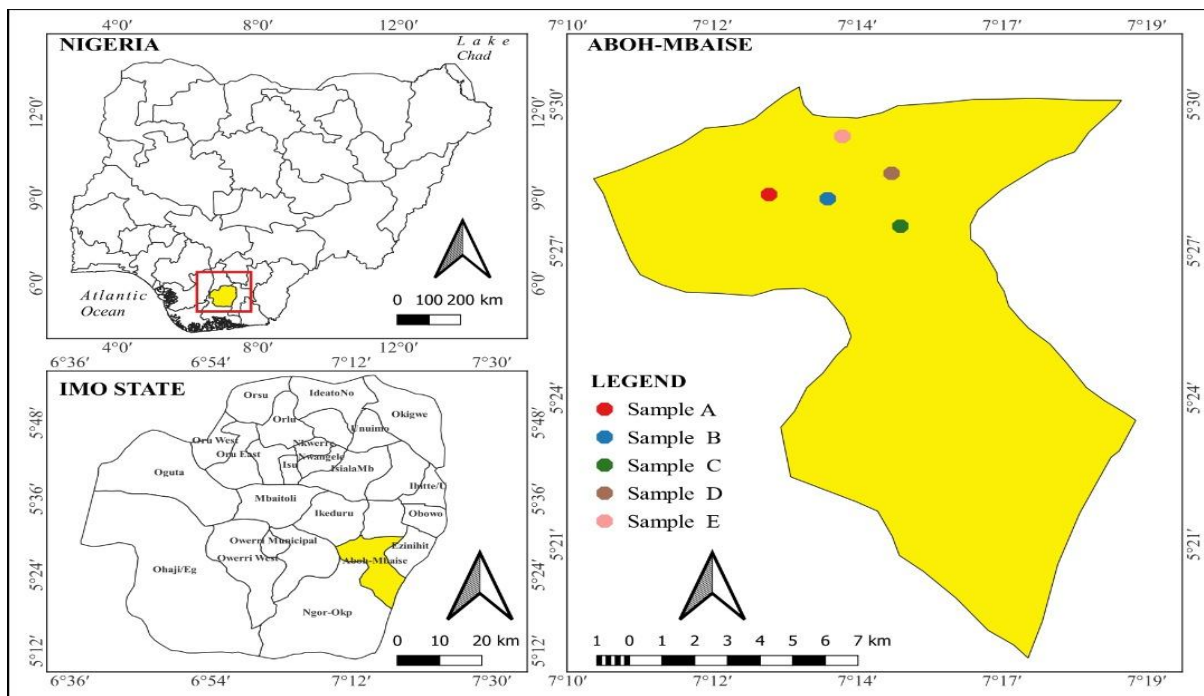 4°0′ 8°0′ 12°0′
NIGERIA
Lake
Chad
12°0′
9°0′
6°0′
12°0′
9°0′
6°0′
Atlantic
Ocean
0 100 200 km
4°0′ 8°0′ 12°0′
6°36′ 6°54′ 7°12′ 7°30′
IMO STATE
5°48′
5°36′
5°24′
5°12′
5°48′
5°36′
5°24′
5°12′
Orsu
IdeatoNo
Okigwe
Orlu
Unuimo
Oru West
Nkwerre
Oru East
Nwangele
Isu
IsialaMb
Oguta
Ihitte/U
Mbaitoli
Ikeduru
Obowo
Owerri Municipal
Ezinihit
Owerri West
Aboh-Mbaise
Ohaji/Eg
Ngor-Okp
0 10 20 km
6°36′ 6°54′ 7°12′ 7°30′
7°10′ 7°12′ 7°14′ 7°17′ 7°19′
ABOH-MBAISE
5°30′
5°27′
5°24′
5°21′
5°30′
5°27′
5°24′
5°21′
LEGEND
Sample A
Sample B
Sample C
Sample D
Sample E
1 0 1 2 3 4 5 6 7 km
7°10′ 7°12′ 7°14′ 7°17′ 7°19′